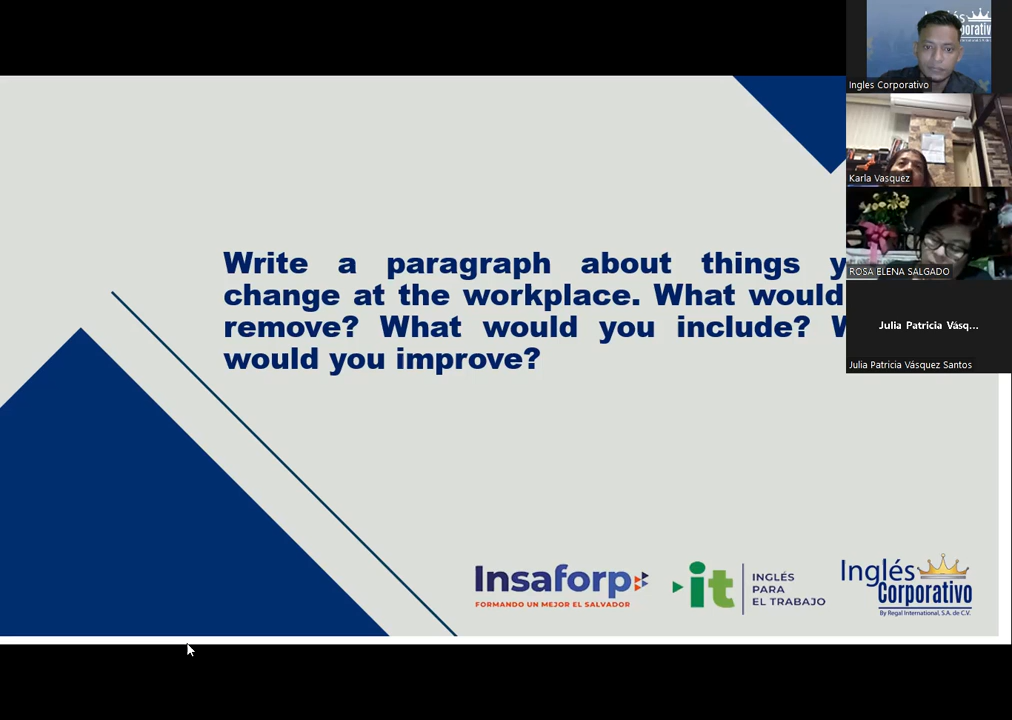 Write a paragraph about things
change at the workplace. What would
remove? What would you include?
would you improve?
Insaforp
FORMANDO UN MEJOR EL SALVADOR
it
INGLÉS
PARA
EL TRABAJO
Inglés
Corporativo
By Regal International, S.A. de C.V.
Ingles Corporativo
Karla Vasquez
ROSA ELENA SALGADO
Julia Patricia Vásq...
Julia Patricia Vásquez Santos